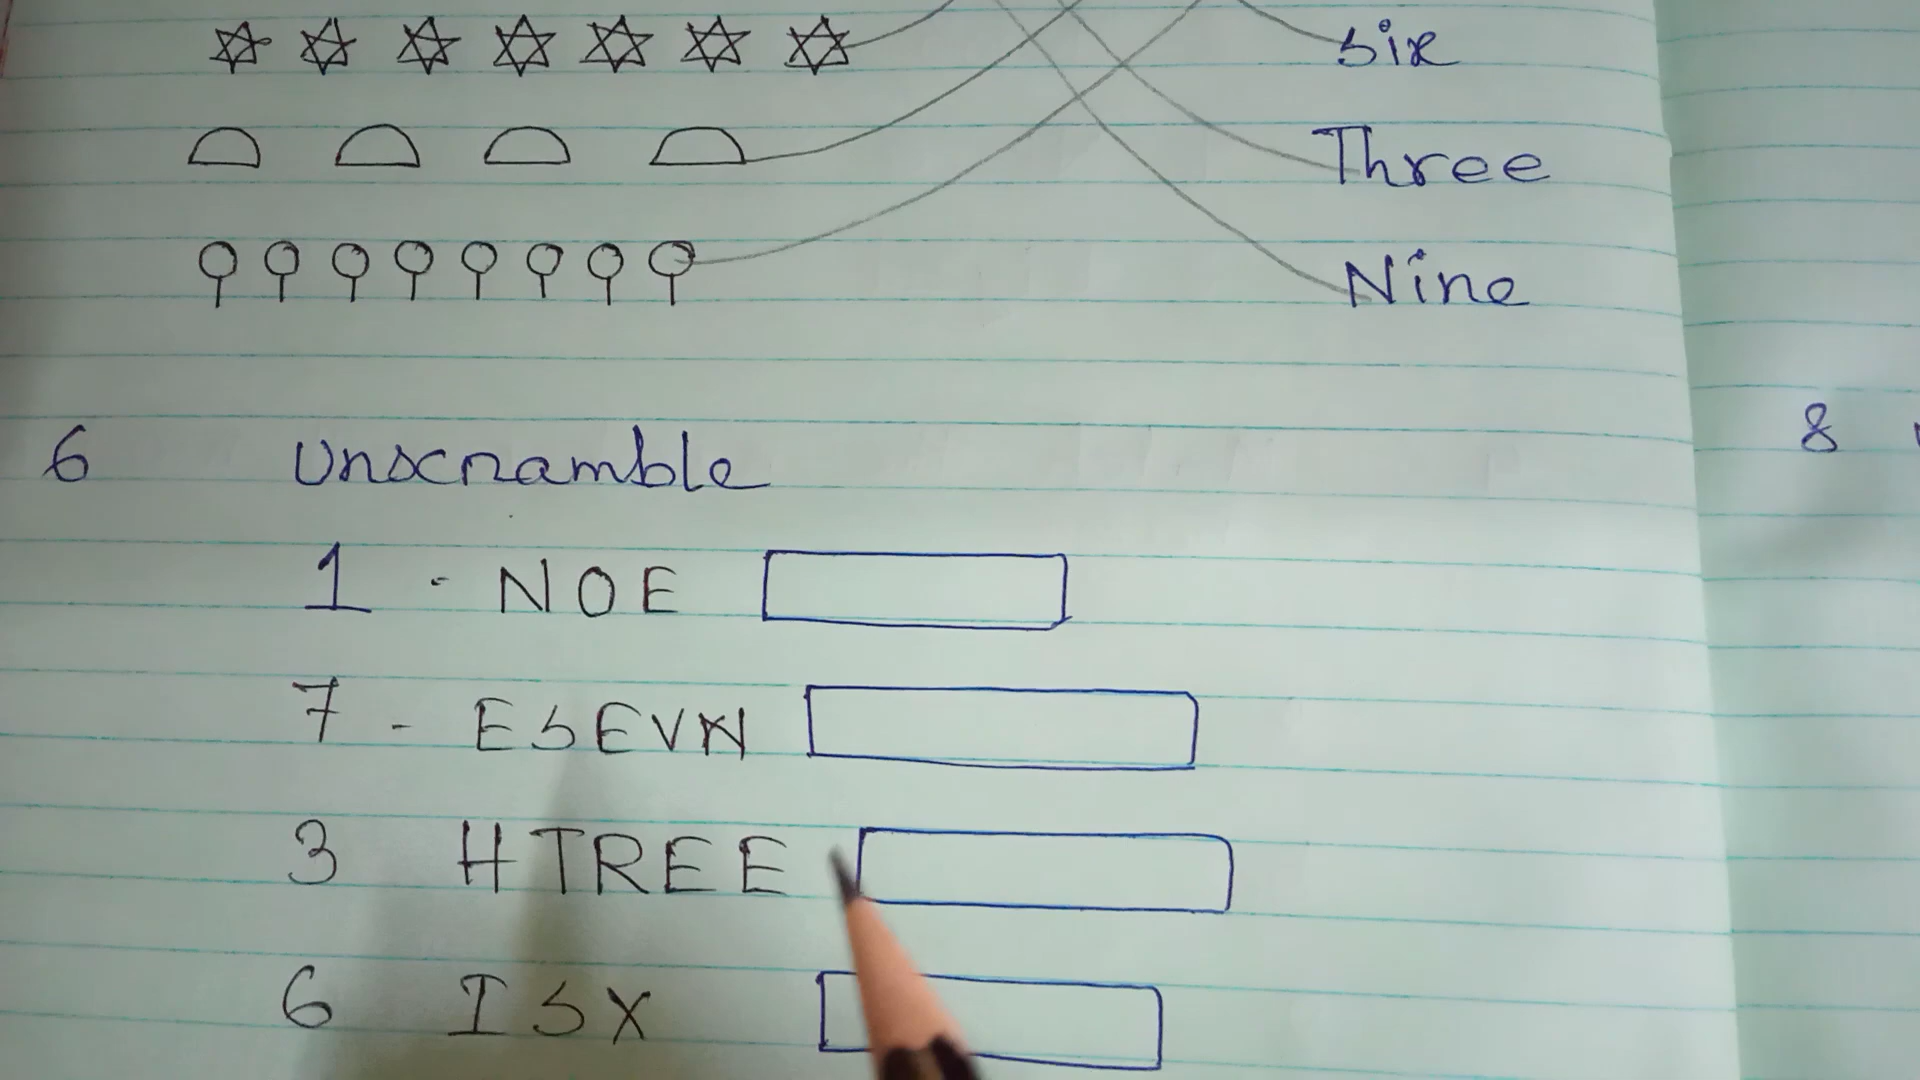 Six
Three
Nine
6 Unscramble
8
1 - NOE
7 - ESEVN
3 HTREE
6 ISX